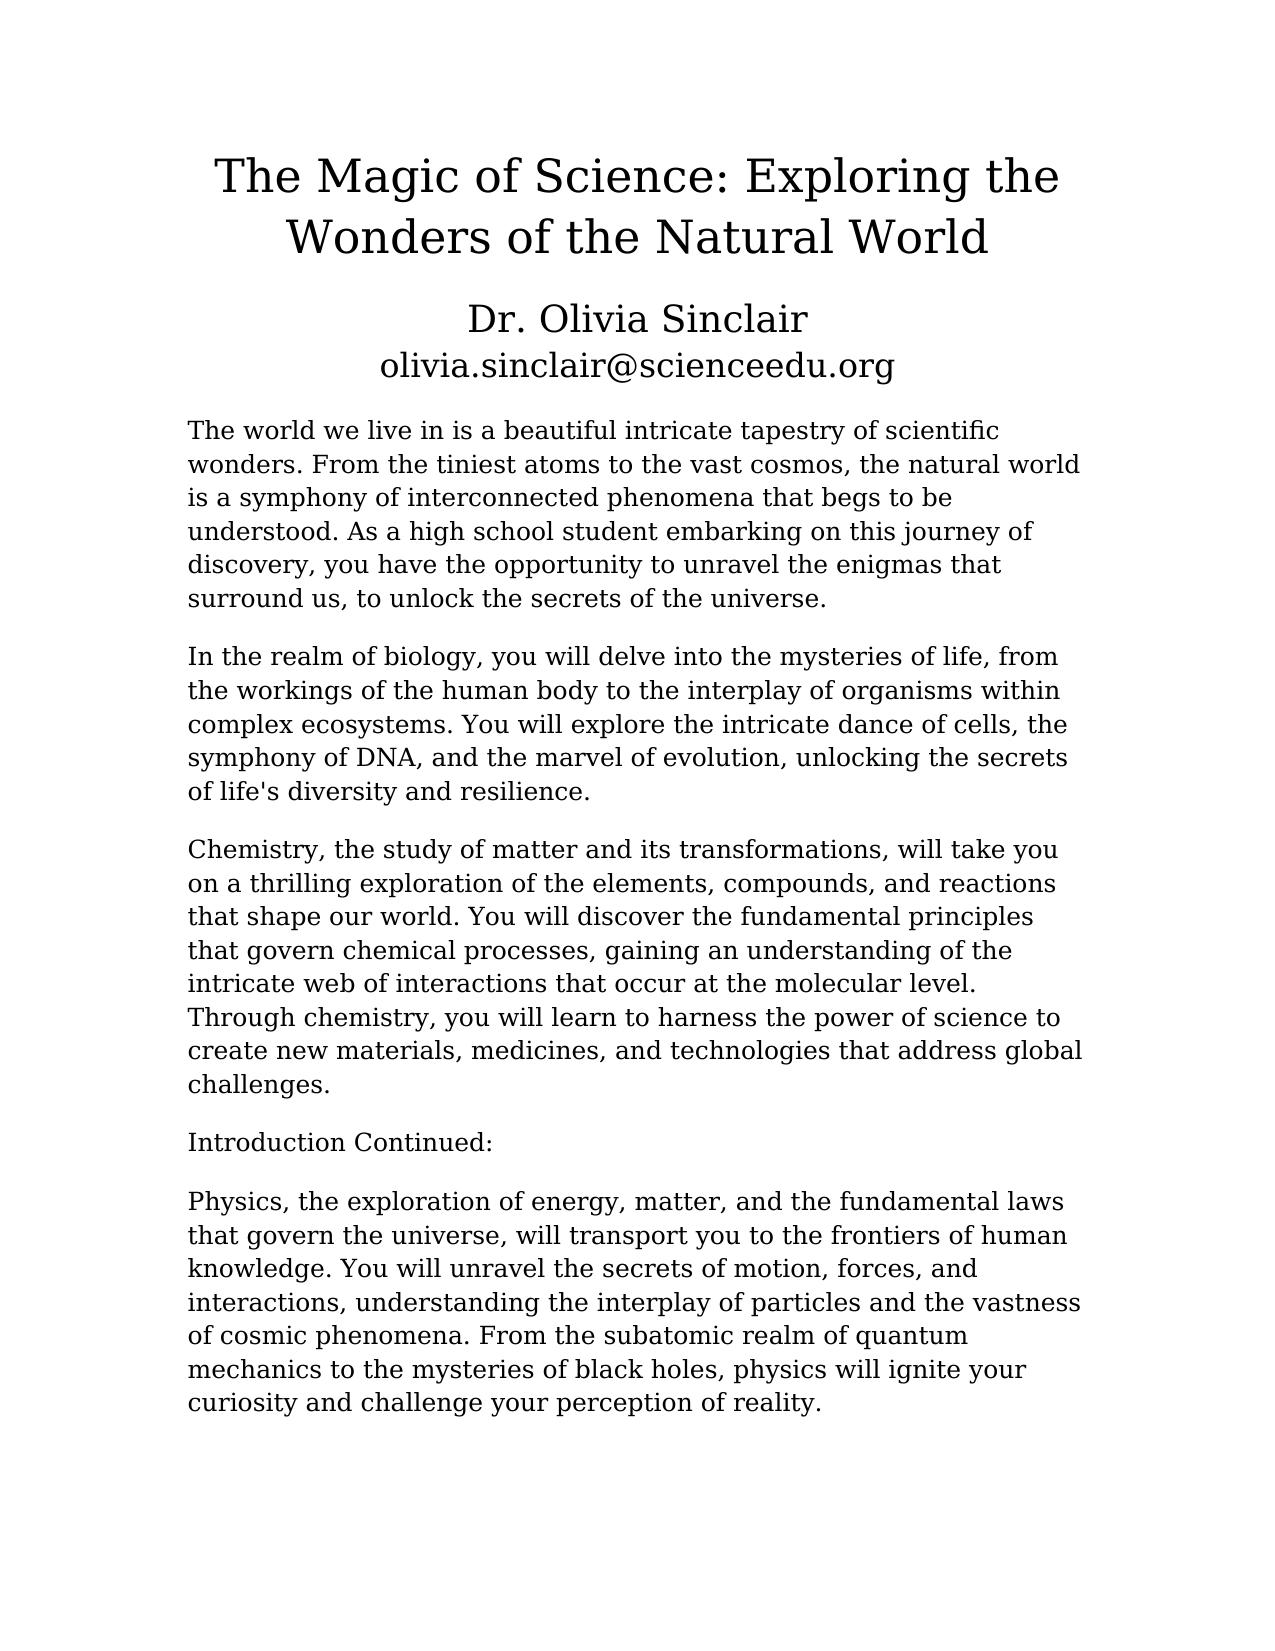 The Magic of Science: Exploring the
Wonders of the Natural World
Dr. Olivia Sinclair
olivia.sinclair@scienceedu.org
The world we live in is a beautiful intricate tapestry of scientific
wonders. From the tiniest atoms to the vast cosmos, the natural world
is a symphony of interconnected phenomena that begs to be
understood. As a high school student embarking on this journey of
discovery, you have the opportunity to unravel the enigmas that
surround us, to unlock the secrets of the universe.
In the realm of biology, you will delve into the mysteries of life, from
the workings of the human body to the interplay of organisms within
complex ecosystems. You will explore the intricate dance of cells, the
symphony of DNA, and the marvel of evolution, unlocking the secrets
of life's diversity and resilience.
Chemistry, the study of matter and its transformations, will take you
on a thrilling exploration of the elements, compounds, and reactions
that shape our world. You will discover the fundamental principles
that govern chemical processes, gaining an understanding of the
intricate web of interactions that occur at the molecular level.
Through chemistry, you will learn to harness the power of science to
create new materials, medicines, and technologies that address global
challenges.
Introduction Continued:
Physics, the exploration of energy, matter, and the fundamental laws
that govern the universe, will transport you to the frontiers of human
knowledge. You will unravel the secrets of motion, forces, and
interactions, understanding the interplay of particles and the vastness
of cosmic phenomena. From the subatomic realm of quantum
mechanics to the mysteries of black holes, physics will ignite your
curiosity and challenge your perception of reality.